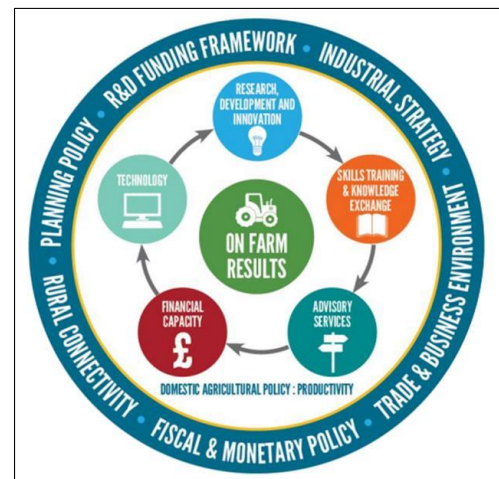 PLANNING POLICY • R&D FUNDING FRAMEWORK • INDUSTRIAL STRATEGY •
TRADE & BUSINESS ENVIRONMENT •
FISCAL & MONETARY POLICY •
RURAL CONNECTIVITY •
RESEARCH,
DEVELOPMENT AND
INNOVATION
SKILLS TRAINING
& KNOWLEDGE
EXCHANGE
ADVISORY
SERVICES
FINANCIAL
CAPACITY
£
TECHNOLOGY
ON FARM
RESULTS
DOMESTIC AGRICULTURAL POLICY : PRODUCTIVITY